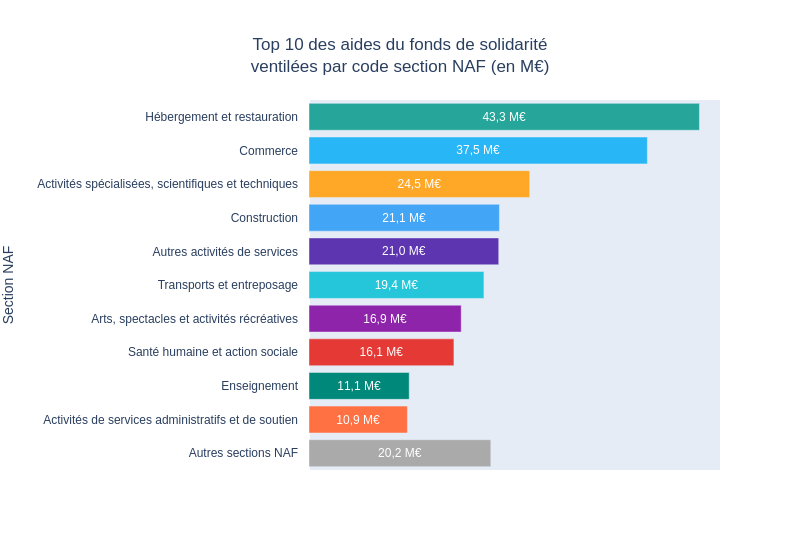 Top 10 des aides du fonds de solidarité
ventilées par code section NAF (en M€)
Section NAF
Hébergement et restauration 43,3 M€
Commerce 37,5 M€
Activités spécialisées, scientifiques et techniques 24,5 M€
Construction 21,1 M€
Autres activités de services 21,0 M€
Transports et entreposage 19,4 M€
Arts, spectacles et activités récréatives 16,9 M€
Santé humaine et action sociale 16,1 M€
Enseignement 11,1 M€
Activités de services administratifs et de soutien 10,9 M€
Autres sections NAF 20,2 M€